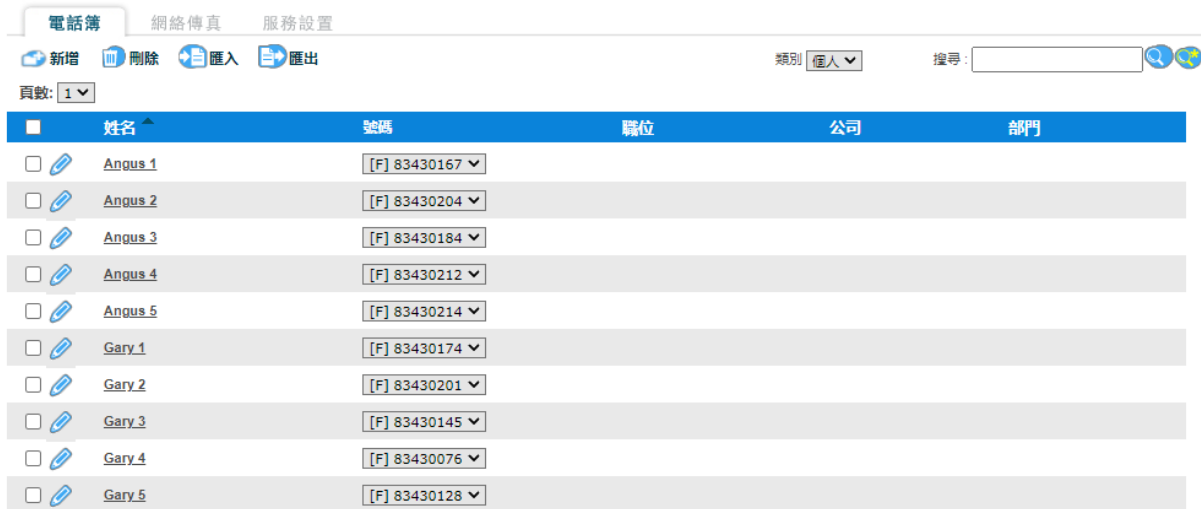 電話簿 網絡傳真 服務設置
新增 刪除 匯入 匯出 類別 個人 搜尋 :
頁數: 1
姓名 號碼 職位 公司 部門
Angus 1 [F] 83430167
Angus 2 [F] 83430204
Angus 3 [F] 83430184
Angus 4 [F] 83430212
Angus 5 [F] 83430214
Gary 1 [F] 83430174
Gary 2 [F] 83430201
Gary 3 [F] 83430145
Gary 4 [F] 83430076
Gary 5 [F] 83430128